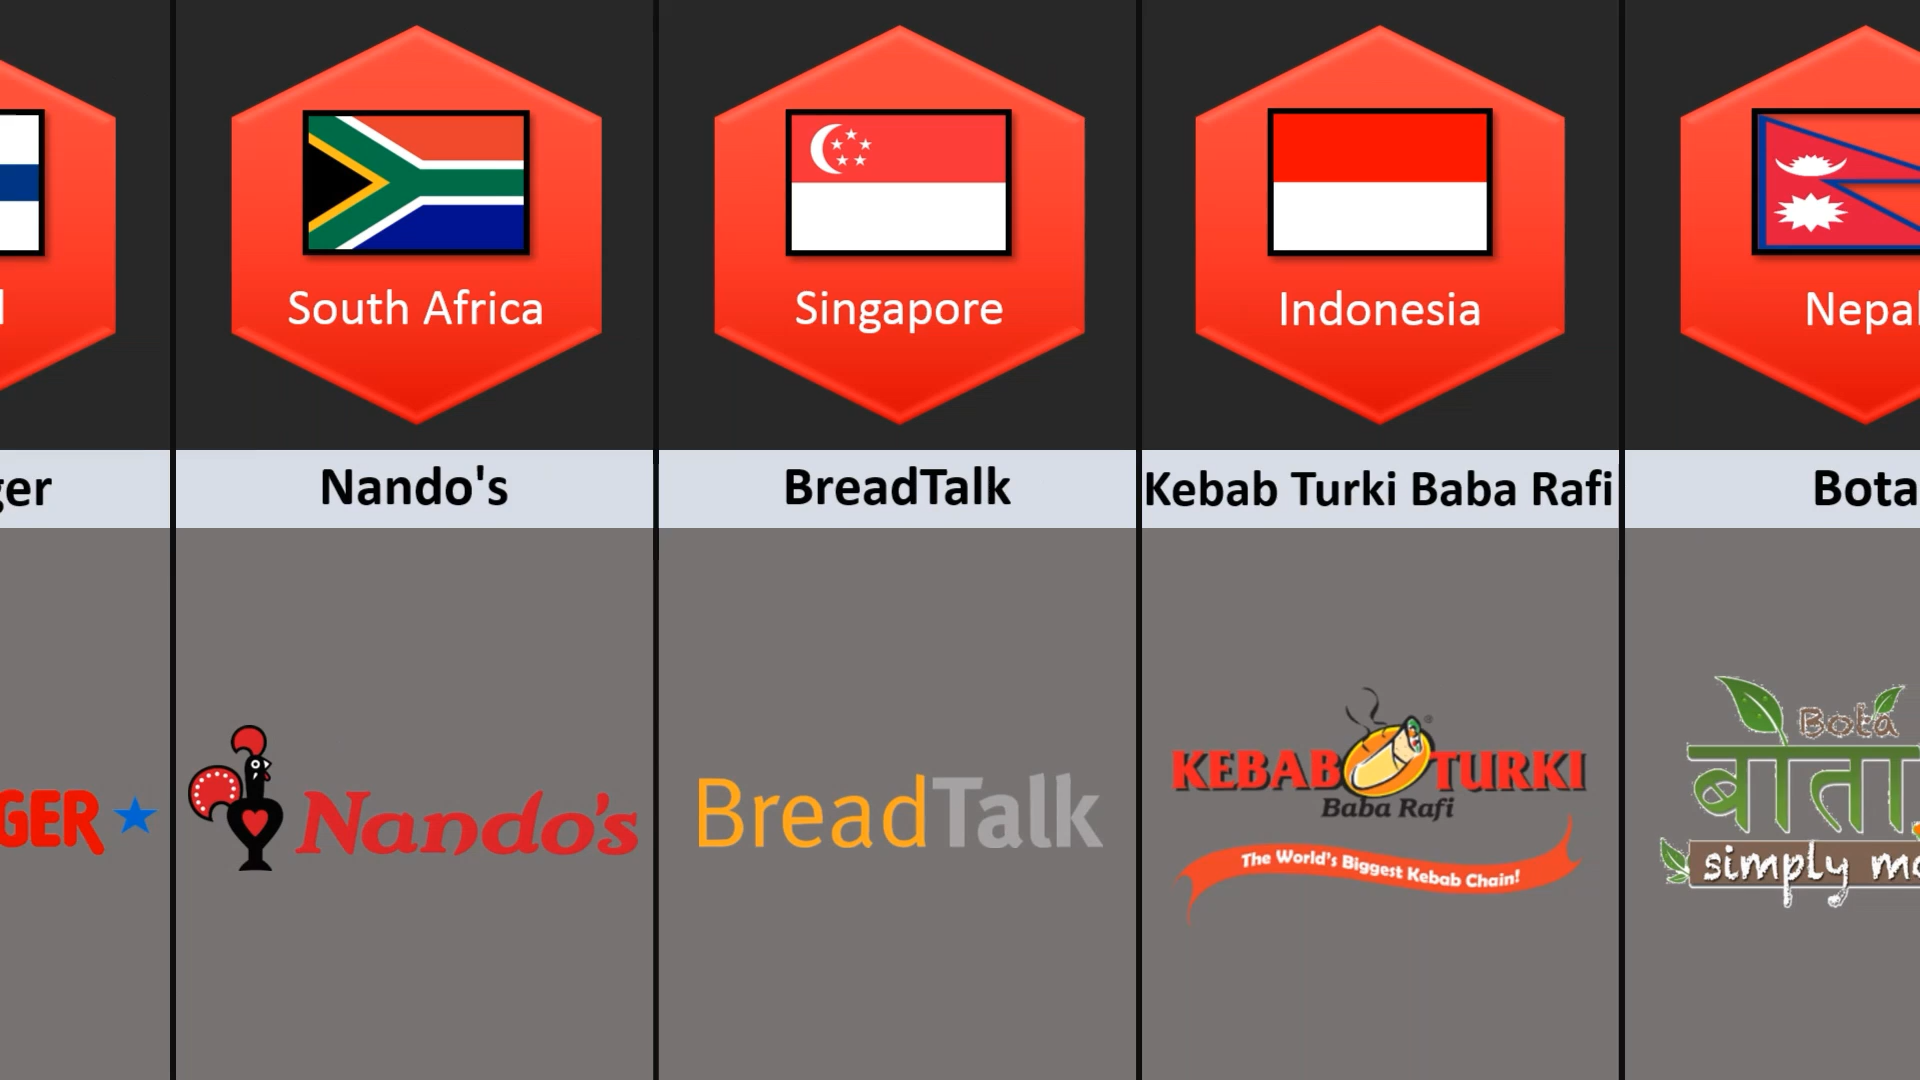 South Africa
Singapore
Indonesia
Nepal
ger
Nando's
BreadTalk
Kebab Turki Baba Rafi
Bota
GER
Nando's
BreadTalk
KEBAB TURKI
Baba Rafi
The World's Biggest Kebab Chain!
Bota
बोता
simply mo